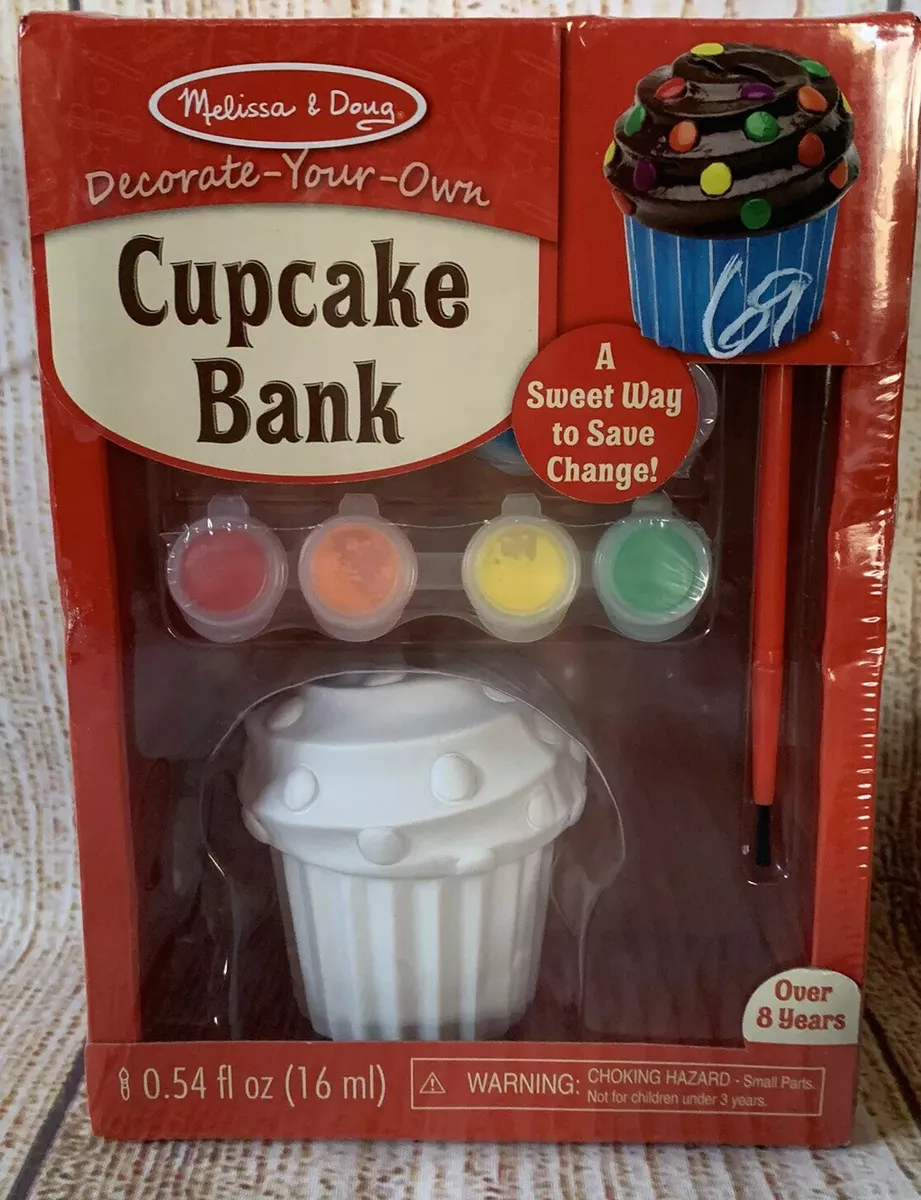 Melissa & Doug®
Decorate-Your-Own
Cupcake
Bank
A
Sweet Way
to Save
Change!
Over
8 Years
0.54 fl oz (16 ml)
WARNING: CHOKING HAZARD - Small Parts.
Not for children under 3 years.